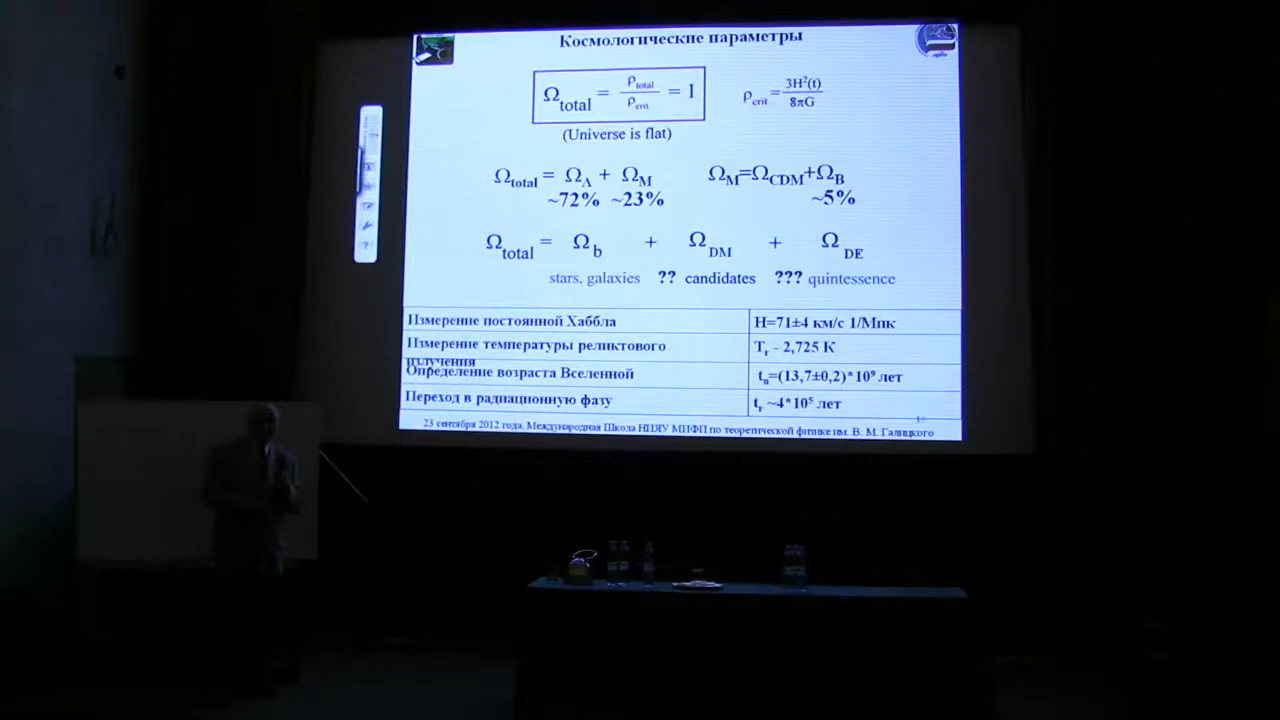 Космологические параметры
Ω total = ρ total / ρ crit = 1
ρ crit = 3H²(t) / 8πG
(Universe is flat)
Ω total = Ω Λ + Ω M
Ω M=Ω CDM+Ω B
~72% ~23%
~5%
Ω total = Ω b + Ω DM + Ω DE
stars, galaxies ?? candidates ??? quintessence
Измерение постоянной Хаббла
H=71±4 км/с 1/Мпк
Измерение температуры реликтового
излучения
T r - 2,725 K
Определение возраста Вселенной
t п=(13,7±0,2)*10⁹ лет
Переход в радиационную фазу
t r ~4*10⁵ лет
23 сентября 2012 года, Международная Школа НИЯУ МИФИ по теоретической физике им. В. М. Галицкого